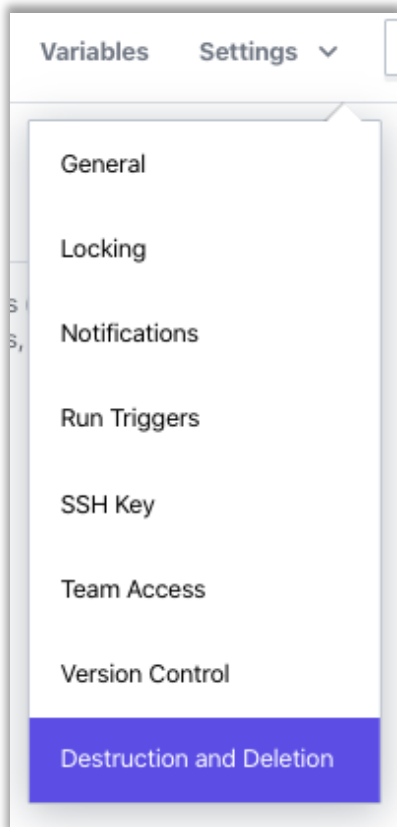 Variables Settings
General
Locking
s
Notifications
s,
Run Triggers
SSH Key
Team Access
Version Control
Destruction and Deletion